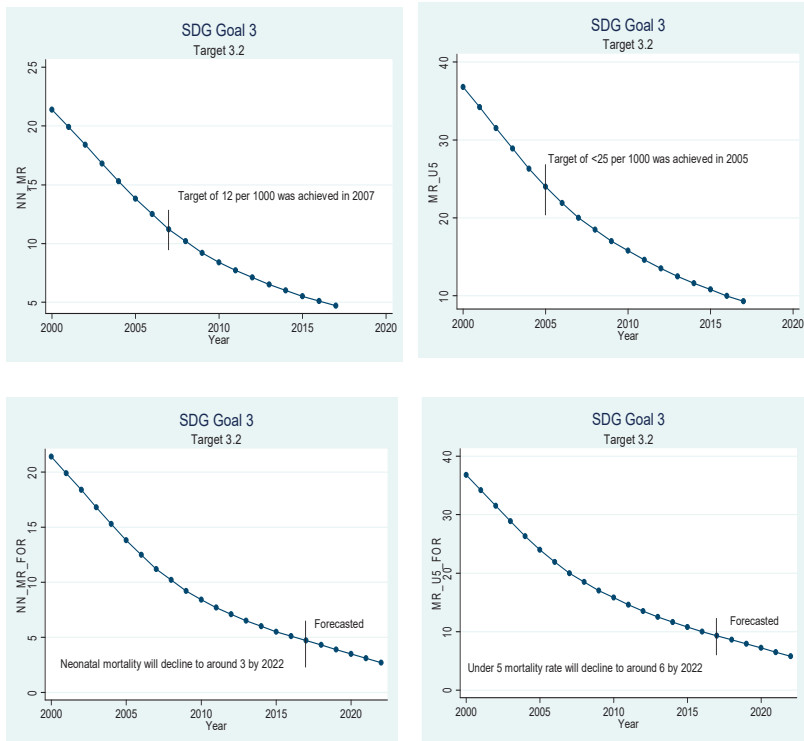 SDG Goal 3
Target 3.2
NN_MR
25
20
15
10
5
Target of 12 per 1000 was achieved in 2007
2000
2005
2010
2015
2020
Year
SDG Goal 3
Target 3.2
MR_U5
40
30
20
10
Target of <25 per 1000 was achieved in 2005
2000
2005
2010
2015
2020
Year
SDG Goal 3
Target 3.2
NN_MR_FOR
20
15
10
5
0
Forecasted
Neonatal mortality will decline to around 3 by 2022
2000
2005
2010
2015
2020
Year
SDG Goal 3
Target 3.2
MR_U5_FOR
40
30
20
10
0
Forecasted
Under 5 mortality rate will decline to around 6 by 2022
2000
2005
2010
2015
2020
Year